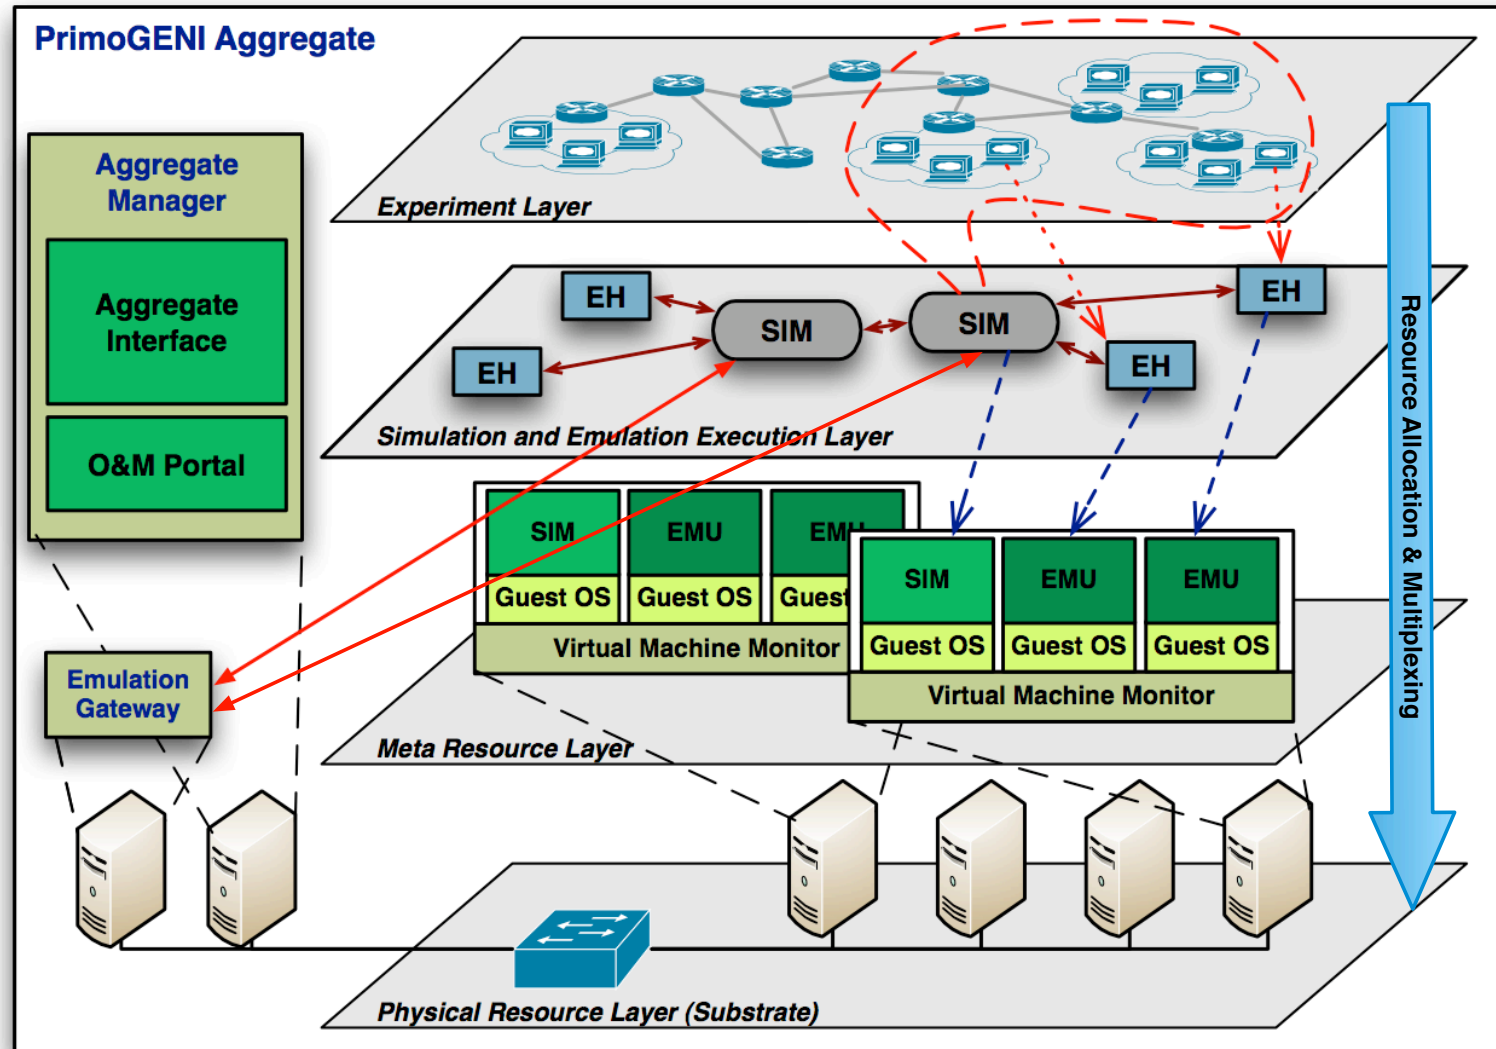 PrimoGENI Aggregate
Aggregate
Manager
Aggregate
Interface
O&M Portal
Experiment Layer
EH
SIM
SIM
EH
EH
EH
Simulation and Emulation Execution Layer
SIM
EMU
EMU
Guest OS
Guest OS
Guest
Virtual Machine Monitor
SIM
EMU
EMU
Guest OS
Guest OS
Guest OS
Virtual Machine Monitor
Emulation
Gateway
Meta Resource Layer
Physical Resource Layer (Substrate)
Resource Allocation & Multiplexing